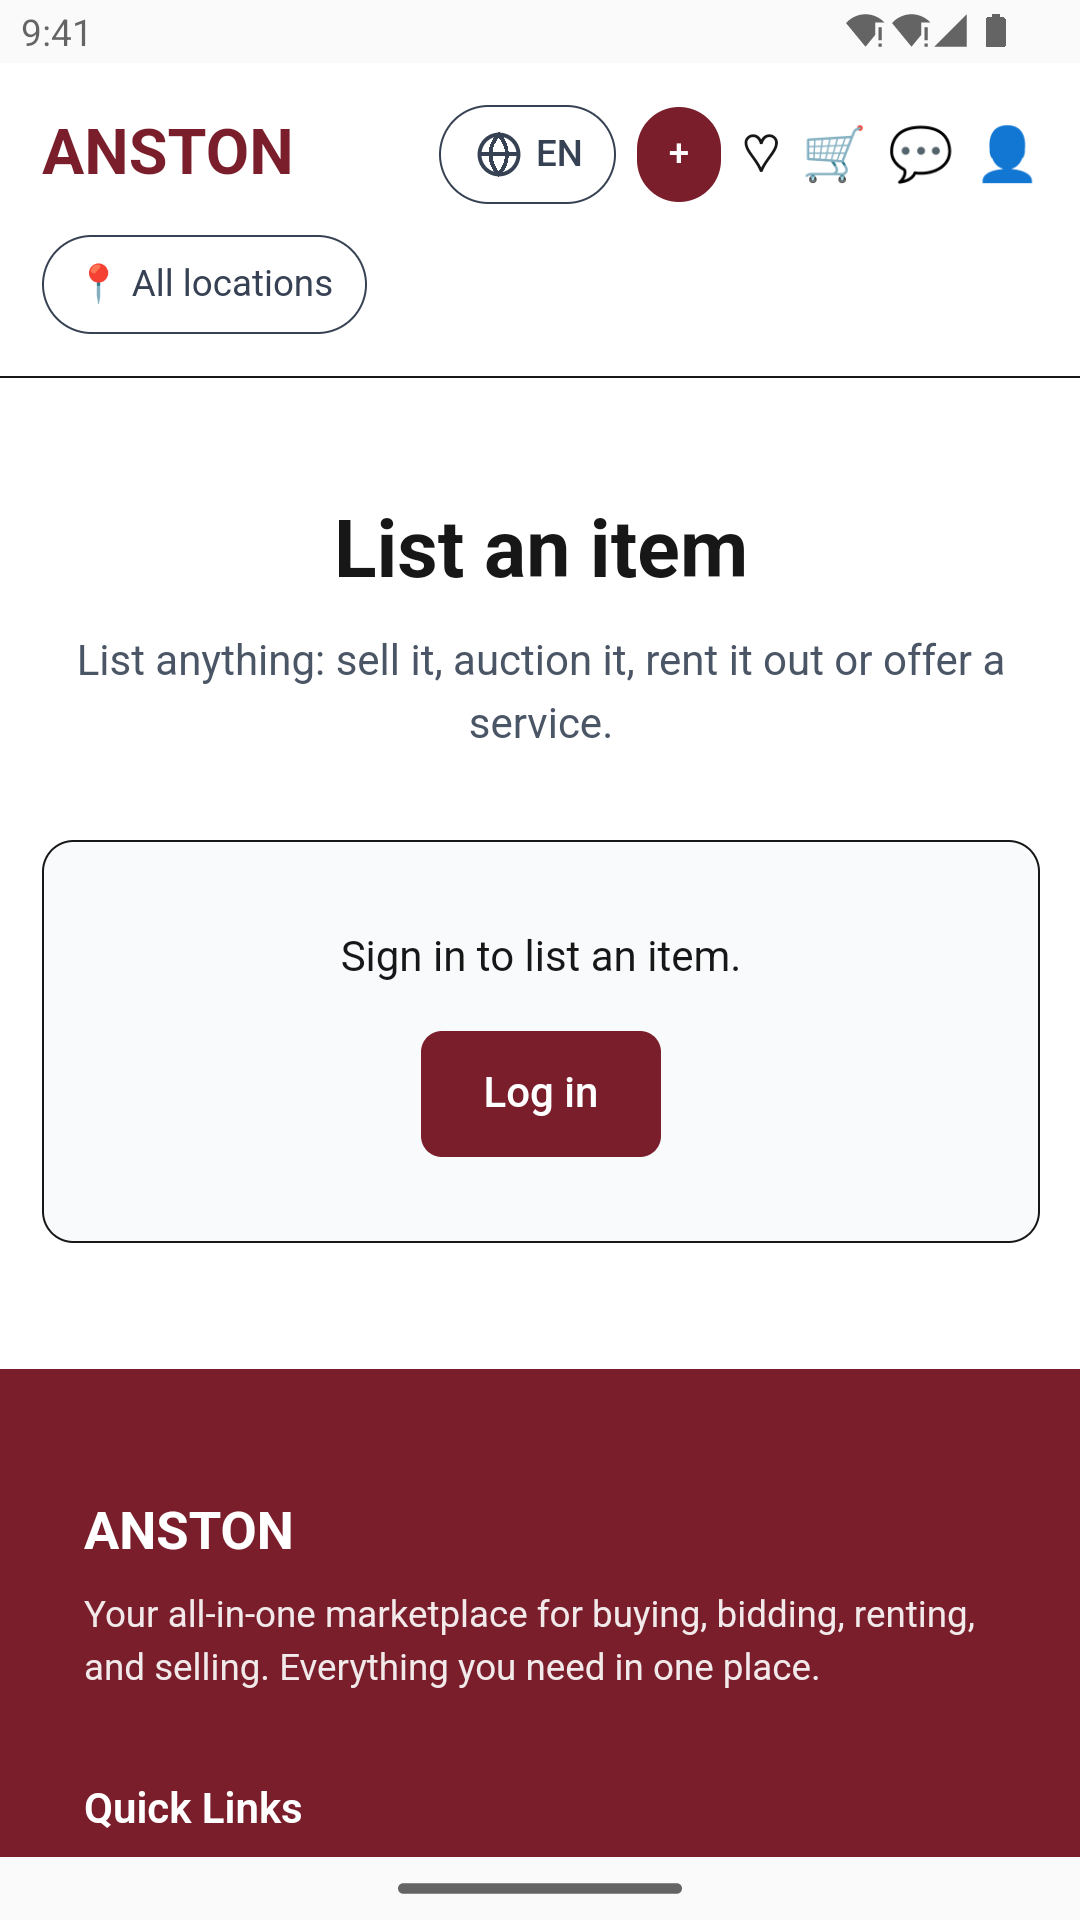 9:41
ANSTON
EN
+
All locations
List an item
List anything: sell it, auction it, rent it out or offer a
service.
Sign in to list an item.
Log in
ANSTON
Your all-in-one marketplace for buying, bidding, renting,
and selling. Everything you need in one place.
Quick Links